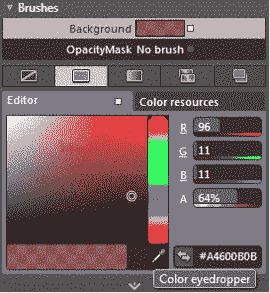 Brushes
Background
OpacityMask No brush
Editor
Color resources
R 96
G 11
B 11
A 64%
#A4600B0B
Color eyedropper